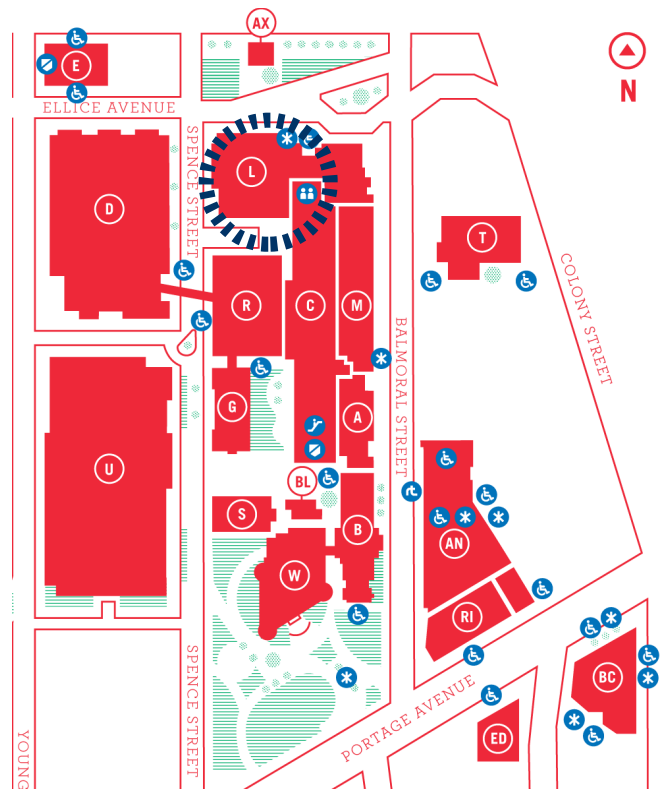 AX
E
N
ELLICE AVENUE
SPENCE STREET
L
D
T
COLONY STREET
R
C
M
BALMORAL STREET
G
A
U
BL
S
B
AN
W
RI
SPENCE STREET
BC
PORTAGE AVENUE
ED
YOUNG